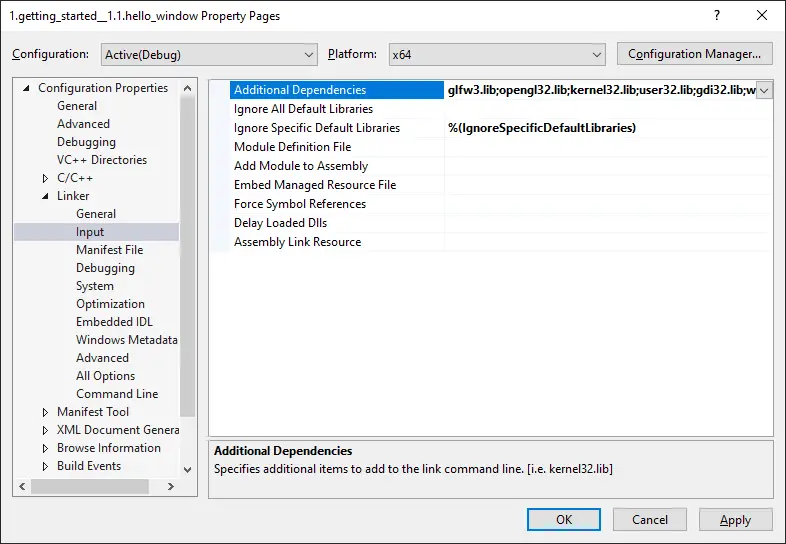 1.getting_started__1.1.hello_window Property Pages
Configuration: Active(Debug) Platform: x64 Configuration Manager...
Configuration Properties
General
Advanced
Debugging
VC++ Directories
C/C++
Linker
General
Input
Manifest File
Debugging
System
Optimization
Embedded IDL
Windows Metadata
Advanced
All Options
Command Line
Manifest Tool
XML Document Genera
Browse Information
Build Events
Additional Dependencies glfw3.lib;opengl32.lib;kernel32.lib;user32.lib;gdi32.lib;w
Ignore All Default Libraries
Ignore Specific Default Libraries %(IgnoreSpecificDefaultLibraries)
Module Definition File
Add Module to Assembly
Embed Managed Resource File
Force Symbol References
Delay Loaded Dlls
Assembly Link Resource
Additional Dependencies
Specifies additional items to add to the link command line. [i.e. kernel32.lib]
OK Cancel Apply